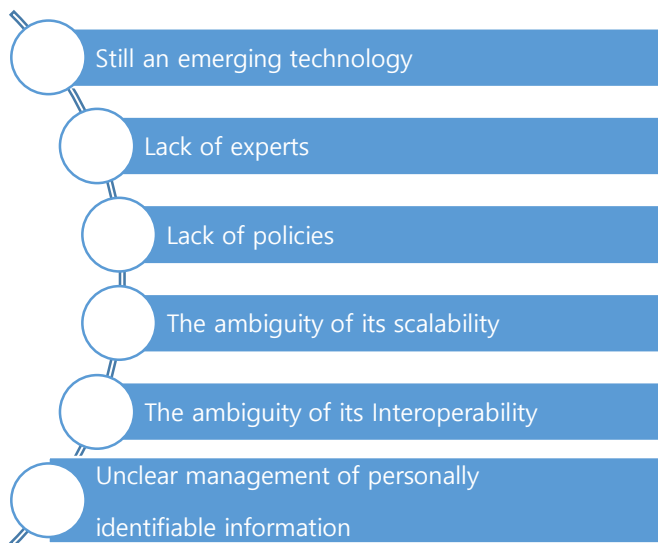 Still an emerging technology
Lack of experts
Lack of policies
The ambiguity of its scalability
The ambiguity of its Interoperability
Unclear management of personally
identifiable information